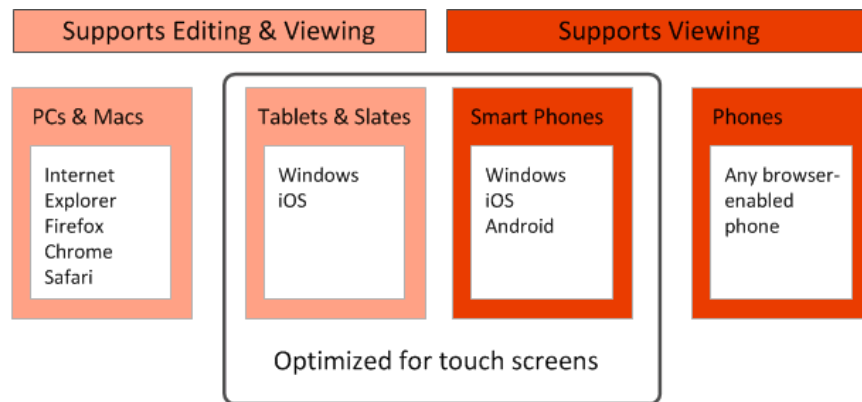 Supports Editing & Viewing
Supports Viewing
PCs & Macs
Internet
Explorer
Firefox
Chrome
Safari
Tablets & Slates
Windows
iOS
Smart Phones
Windows
iOS
Android
Phones
Any browser-
enabled
phone
Optimized for touch screens